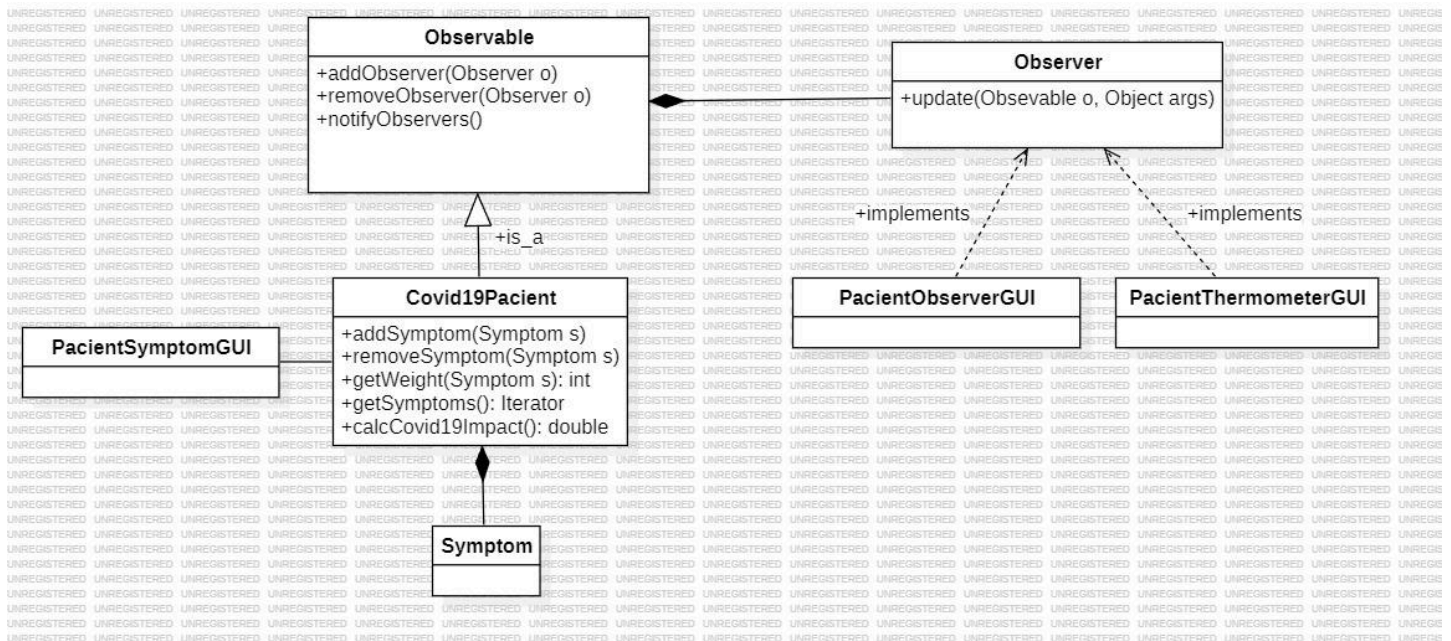 Observable
+addObserver(Observer o)
+removeObserver(Observer o)
+notifyObservers()
Observer
+update(Obsevable o, Object args)
+is_a
+implements
+implements
Covid19Pacient
+addSymptom(Symptom s)
+removeSymptom(Symptom s)
+getWeight(Symptom s): int
+getSymptoms(): Iterator
+calcCovid19Impact(): double
PacientSymptomGUI
PacientObserverGUI
PacientThermometerGUI
Symptom
UNREGISTERED